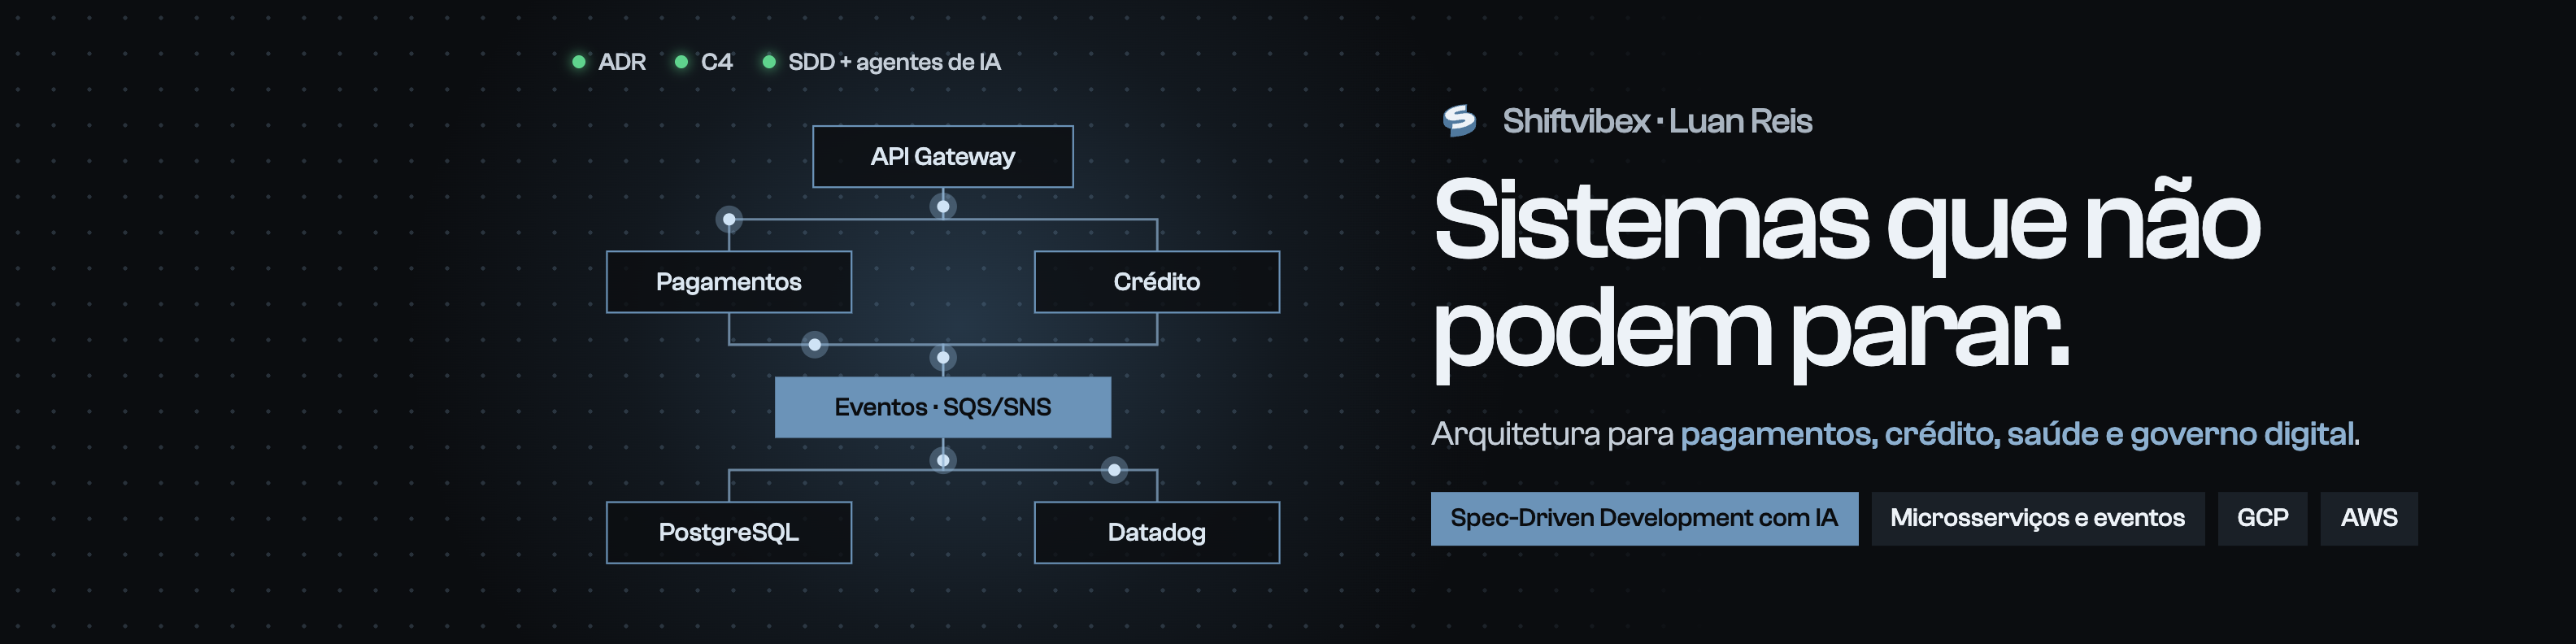 ADR C4 SDD + agentes de IA
API Gateway
Pagamentos Crédito
Eventos · SQS/SNS
PostgreSQL Datadog
Shiftvibex · Luan Reis
Sistemas que não
podem parar.
Arquitetura para pagamentos, crédito, saúde e governo digital.
Spec-Driven Development com IA Microsserviços e eventos GCP AWS